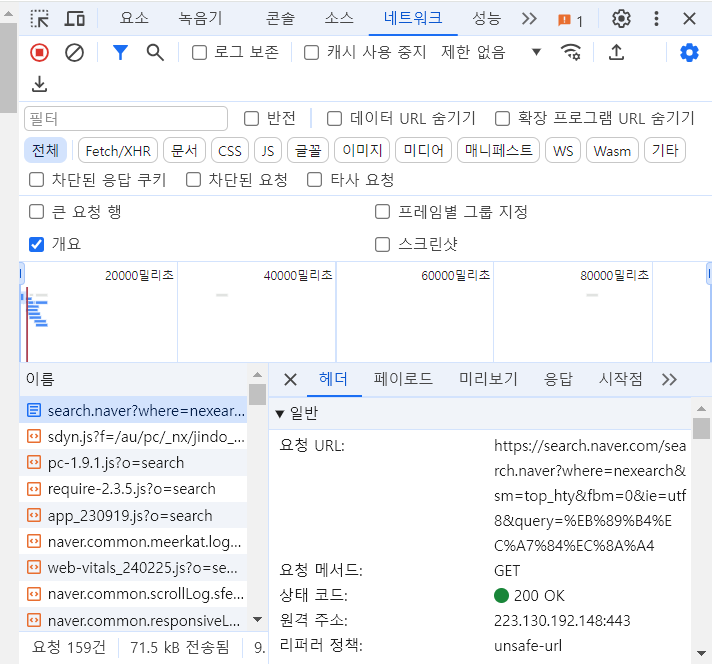 요소 녹음기 콘솔 소스 네트워크 성능 1
로그 보존 캐시 사용 중지 제한 없음
필터 반전 데이터 URL 숨기기 확장 프로그램 URL 숨기기
전체 Fetch/XHR 문서 CSS JS 글꼴 이미지 미디어 매니페스트 WS Wasm 기타
차단된 응답 쿠키 차단된 요청 타사 요청
큰 요청 행 프레임별 그룹 지정
개요 스크린샷
20000밀리초 40000밀리초 60000밀리초 80000밀리초
이름
search.naver?where=nexear...
sdyn.js?f=/au/pc/_nx/jindo_...
pc-1.9.1.js?o=search
require-2.3.5.js?o=search
app_230919.js?o=search
naver.common.meerkat.log...
web-vitals_240225.js?o=se...
naver.common.scrollLog.sfe...
naver.common.responsiveL...
요청 159건 71.5 kB 전송됨 9.
헤더 페이로드 미리보기 응답 시작점
일반
요청 URL: https://search.naver.com/sea
rch.naver?where=nexearch&
sm=top_hty&fbm=0&ie=utf
8&query=%EB%89%B4%E
C%A7%84%EC%8A%A4
요청 메서드: GET
상태 코드: 200 OK
원격 주소: 223.130.192.148:443
리퍼러 정책: unsafe-url